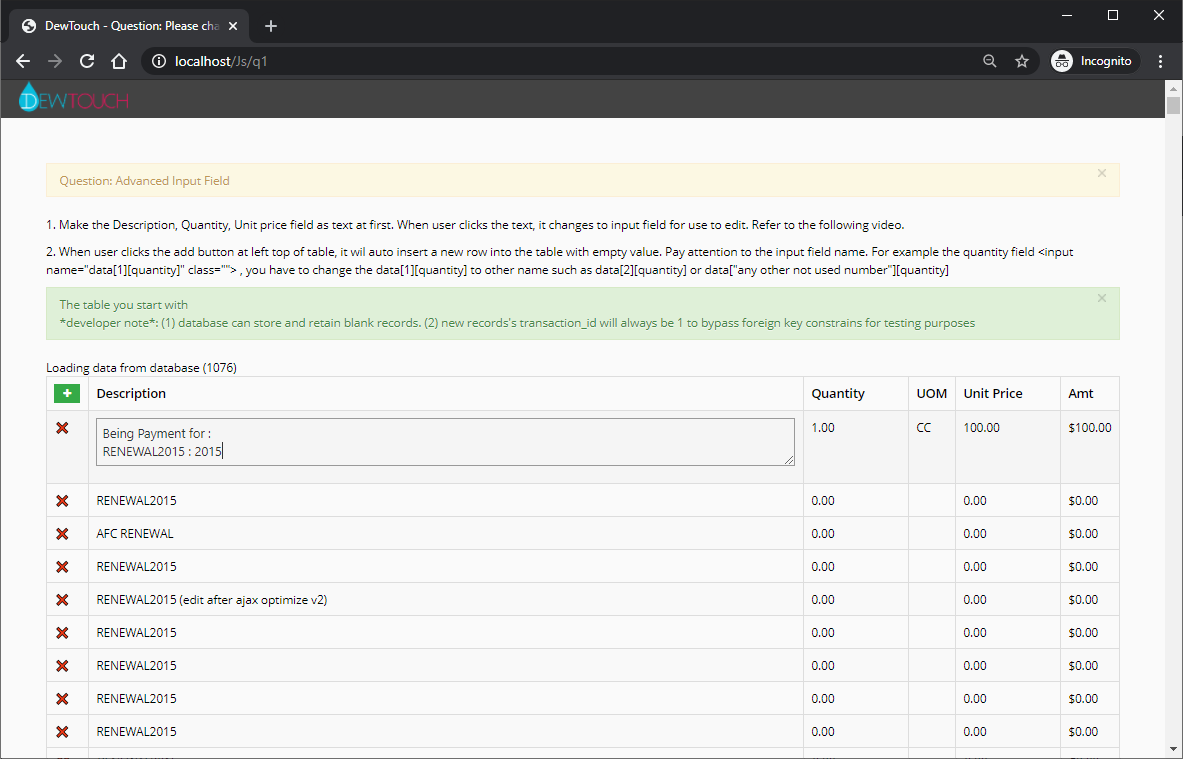 DewTouch - Question: Please cha
localhost/Js/q1
Incognito
DEWTOUCH
Question: Advanced Input Field
1. Make the Description, Quantity, Unit price field as text at first. When user clicks the text, it changes to input field for use to edit. Refer to the following video.
2. When user clicks the add button at left top of table, it wil auto insert a new row into the table with empty value. Pay attention to the input field name. For example the quantity field <input
name="data[1][quantity]" class=""> , you have to change the data[1][quantity] to other name such as data[2][quantity] or data["any other not used number"][quantity]
The table you start with
*developer note*: (1) database can store and retain blank records. (2) new records's transaction_id will always be 1 to bypass foreign key constrains for testing purposes
Loading data from database (1076)
Description Quantity UOM Unit Price Amt
Being Payment for : 1.00 CC 100.00 $100.00
RENEWAL2015 : 2015
RENEWAL2015 0.00 0.00 $0.00
AFC RENEWAL 0.00 0.00 $0.00
RENEWAL2015 0.00 0.00 $0.00
RENEWAL2015 (edit after ajax optimize v2) 0.00 0.00 $0.00
RENEWAL2015 0.00 0.00 $0.00
RENEWAL2015 0.00 0.00 $0.00
RENEWAL2015 0.00 0.00 $0.00
RENEWAL2015 0.00 0.00 $0.00